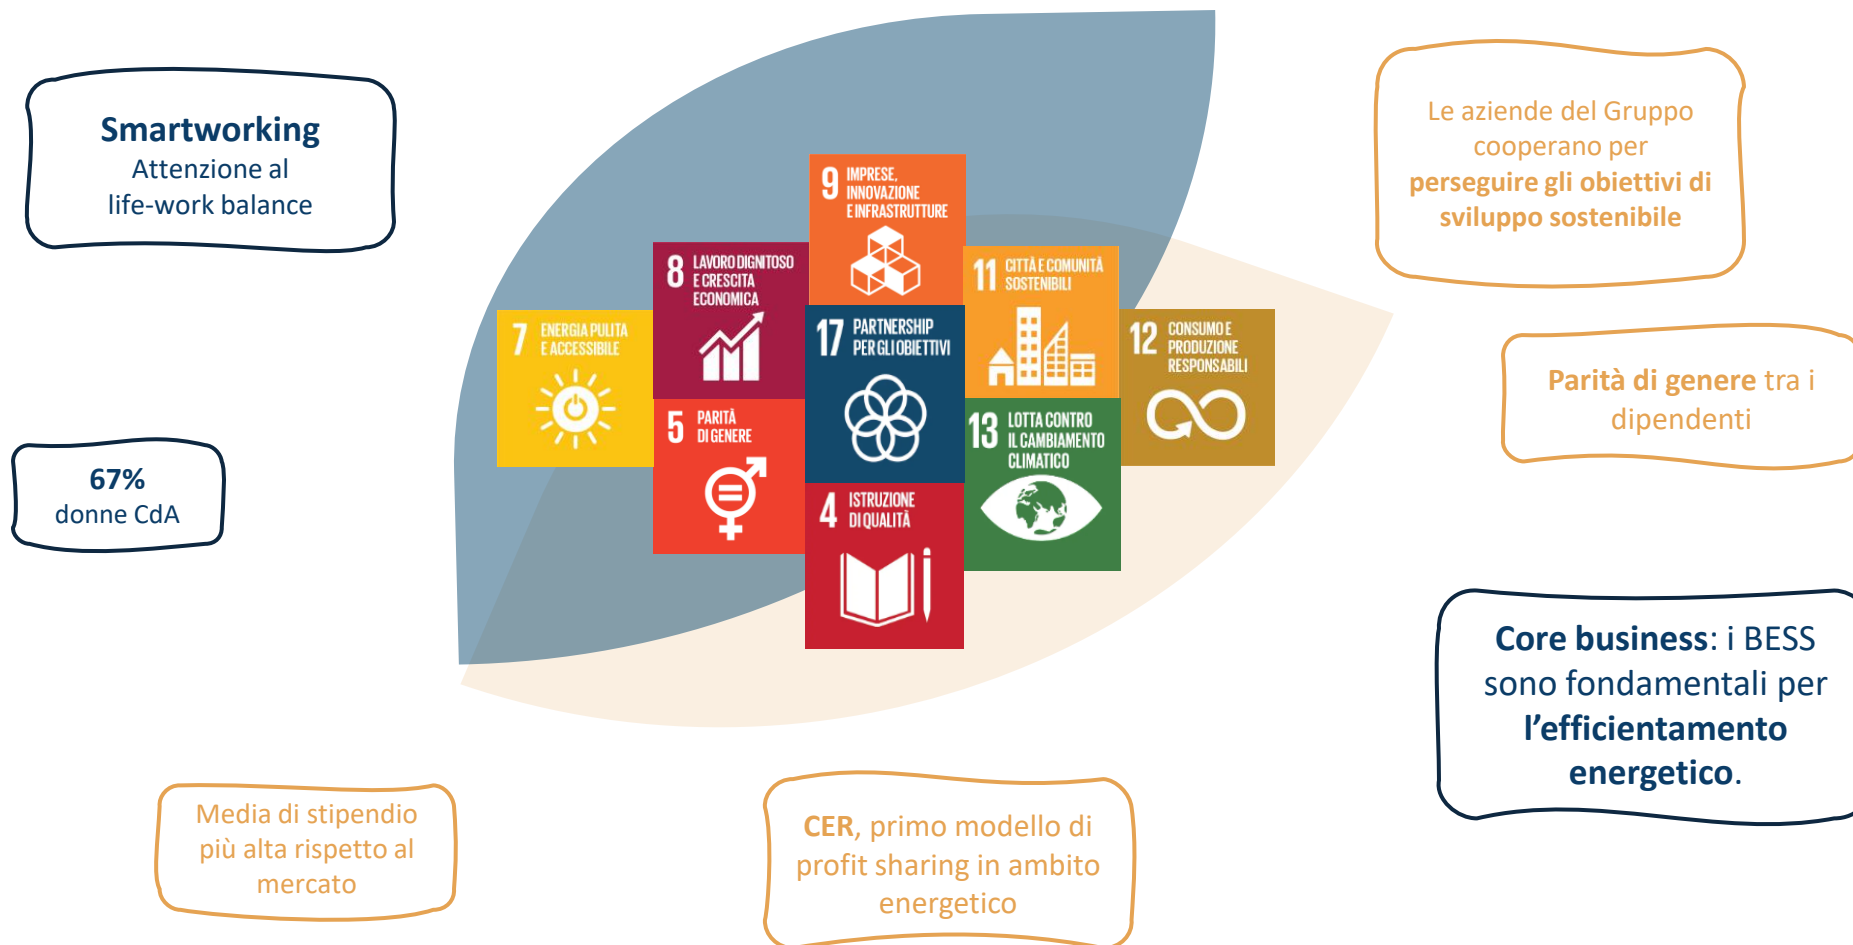 Smartworking
Attenzione al
life-work balance
67%
donne CdA
Media di stipendio
più alta rispetto al
mercato
9 IMPRESE,
INNOVAZIONE
E INFRASTRUTTURE
8 LAVORO DIGNITOSO
E CRESCITA
ECONOMICA
11 CITTÀ E COMUNITÀ
SOSTENIBILI
7 ENERGIA PULITA
E ACCESSIBILE
17 PARTNERSHIP
PER GLI OBIETTIVI
12 CONSUMO E
PRODUZIONE
RESPONSABILI
5 PARITÀ
DI GENERE
13 LOTTA CONTRO
IL CAMBIAMENTO
CLIMATICO
4 ISTRUZIONE
DI QUALITÀ
CER, primo modello di
profit sharing in ambito
energetico
Le aziende del Gruppo
cooperano per
perseguire gli obiettivi di
sviluppo sostenibile
Parità di genere tra i
dipendenti
Core business: i BESS
sono fondamentali per
l’efficientamento
energetico.